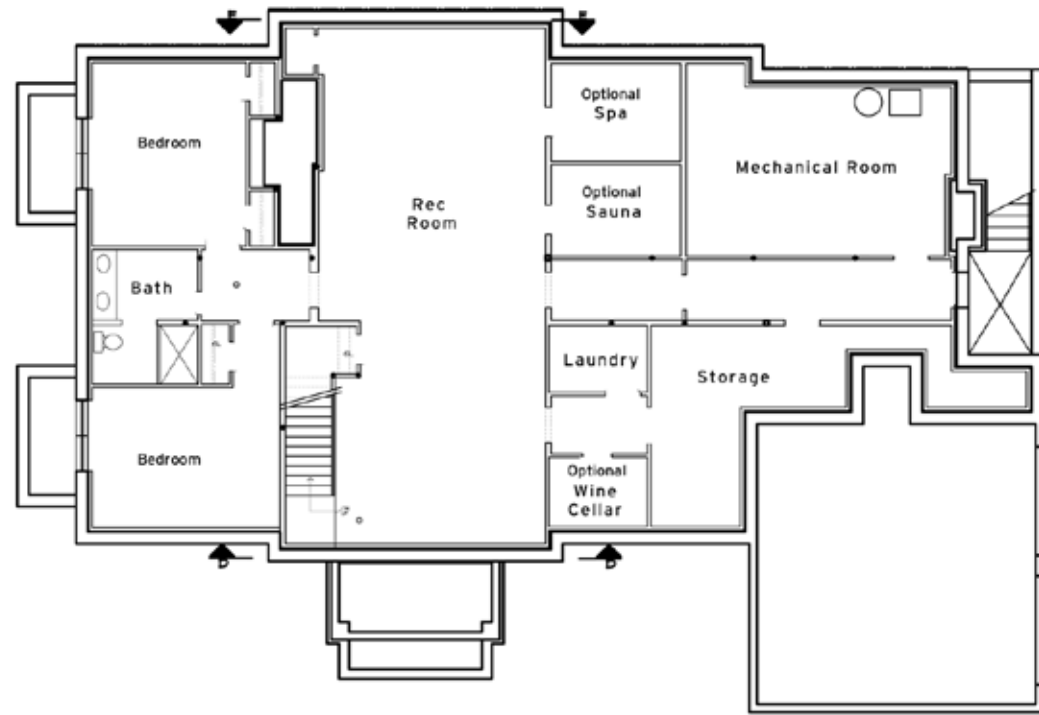 Bedroom
Optional
Spa
Mechanical Room
Optional
Sauna
Rec
Room
Bath
Laundry
Storage
Bedroom
Optional
Wine
Cellar